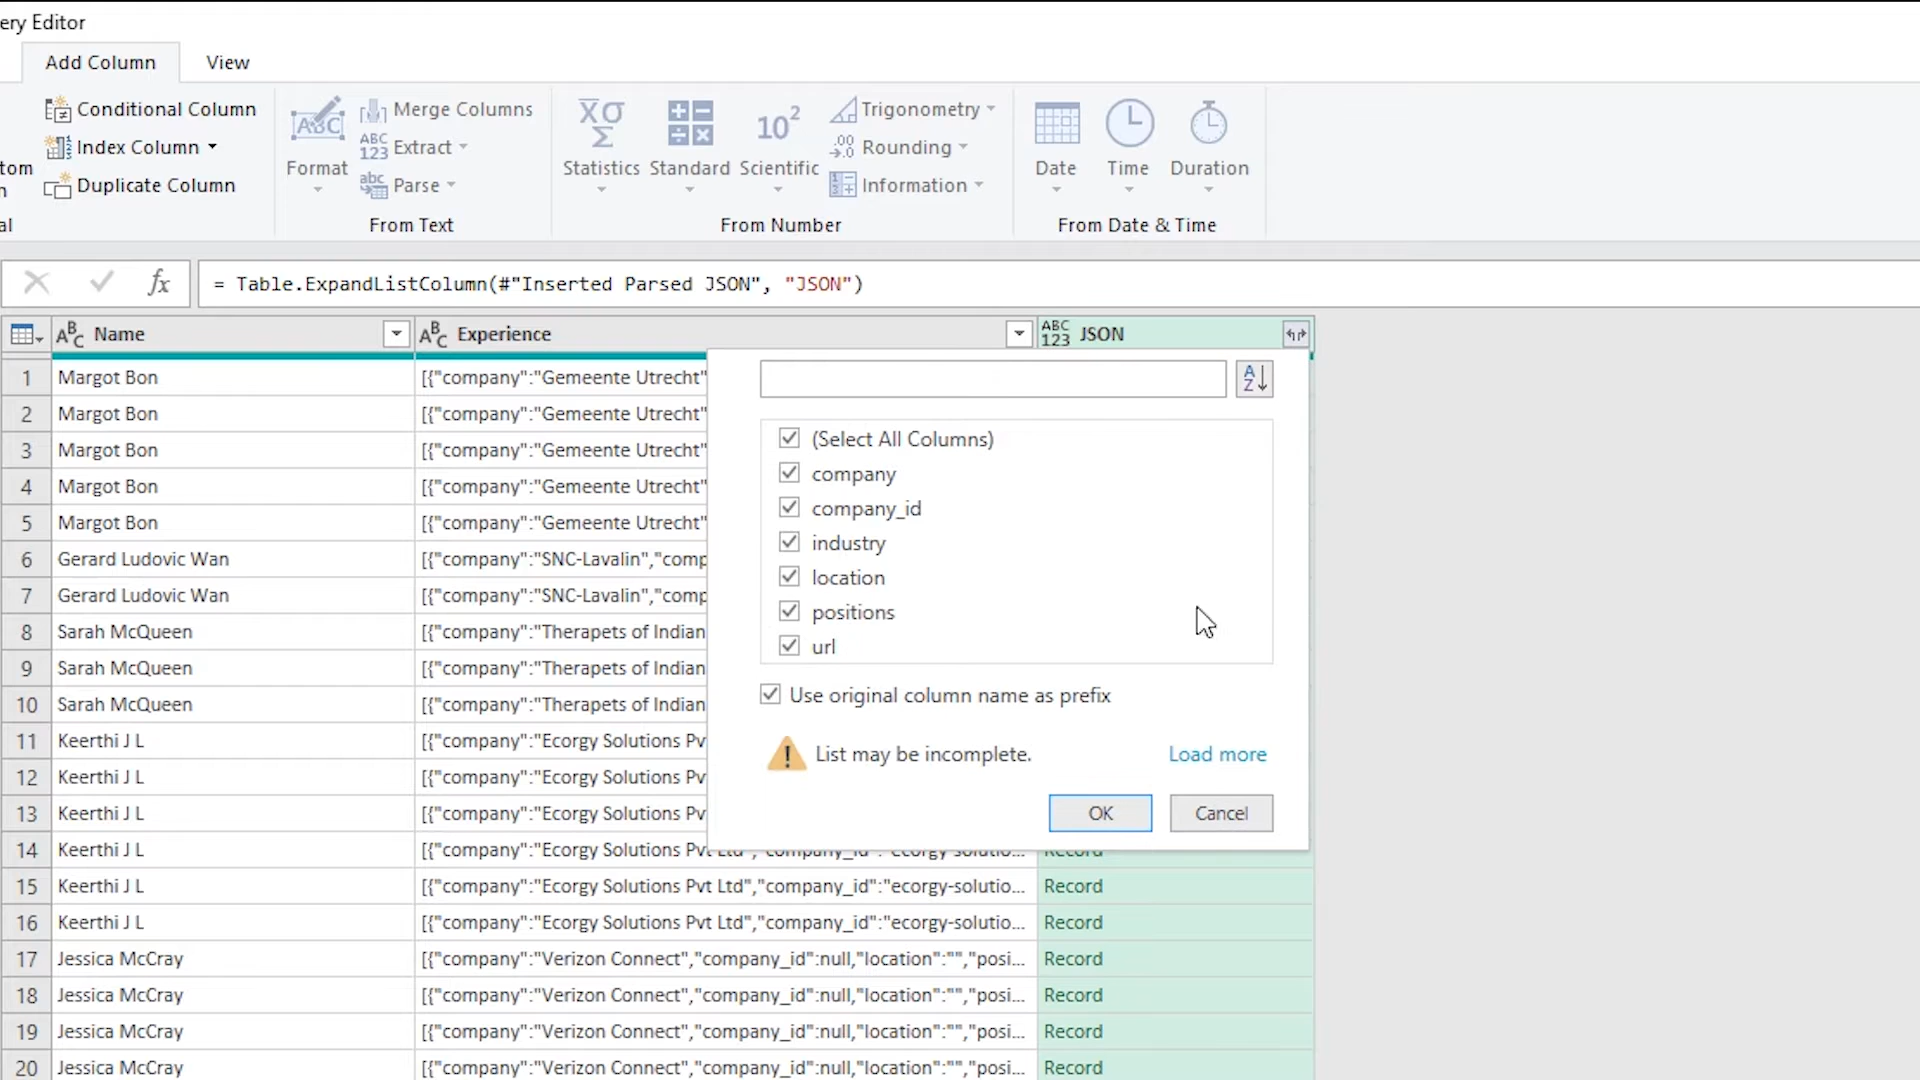 ery Editor
Add Column View
Conditional Column
Index Column
Duplicate Column
tom
n
al
Format
Merge Columns
Extract
Parse
From Text
Statistics
Standard
Scientific
Trigonometry
Rounding
Information
From Number
Date
Time
Duration
From Date & Time
fx = Table.ExpandListColumn(#"Inserted Parsed JSON", "JSON")
ABC Name ABC Experience ABC 123 JSON
1 Margot Bon [{"company":"Gemeente Utrecht"
2 Margot Bon [{"company":"Gemeente Utrecht"
3 Margot Bon [{"company":"Gemeente Utrecht"
4 Margot Bon [{"company":"Gemeente Utrecht"
5 Margot Bon [{"company":"Gemeente Utrecht"
6 Gerard Ludovic Wan [{"company":"SNC-Lavalin","comp
7 Gerard Ludovic Wan [{"company":"SNC-Lavalin","comp
8 Sarah McQueen [{"company":"Therapets of Indian
9 Sarah McQueen [{"company":"Therapets of Indian
10 Sarah McQueen [{"company":"Therapets of Indian
11 Keerthi J L [{"company":"Ecorgy Solutions Pv
12 Keerthi J L [{"company":"Ecorgy Solutions Pv
13 Keerthi J L [{"company":"Ecorgy Solutions Pv
14 Keerthi J L [{"company":"Ecorgy Solutions Pvt Ltd","company_id":"ecorgy-solutio... Record
15 Keerthi J L [{"company":"Ecorgy Solutions Pvt Ltd","company_id":"ecorgy-solutio... Record
16 Keerthi J L [{"company":"Ecorgy Solutions Pvt Ltd","company_id":"ecorgy-solutio... Record
17 Jessica McCray [{"company":"Verizon Connect","company_id":null,"location":"","posi... Record
18 Jessica McCray [{"company":"Verizon Connect","company_id":null,"location":"","posi... Record
19 Jessica McCray [{"company":"Verizon Connect","company_id":null,"location":"","posi... Record
20 Jessica McCray [{"company":"Verizon Connect","company_id":null,"location":"","posi... Record
(Select All Columns)
company
company_id
industry
location
positions
url
Use original column name as prefix
List may be incomplete. Load more
OK Cancel